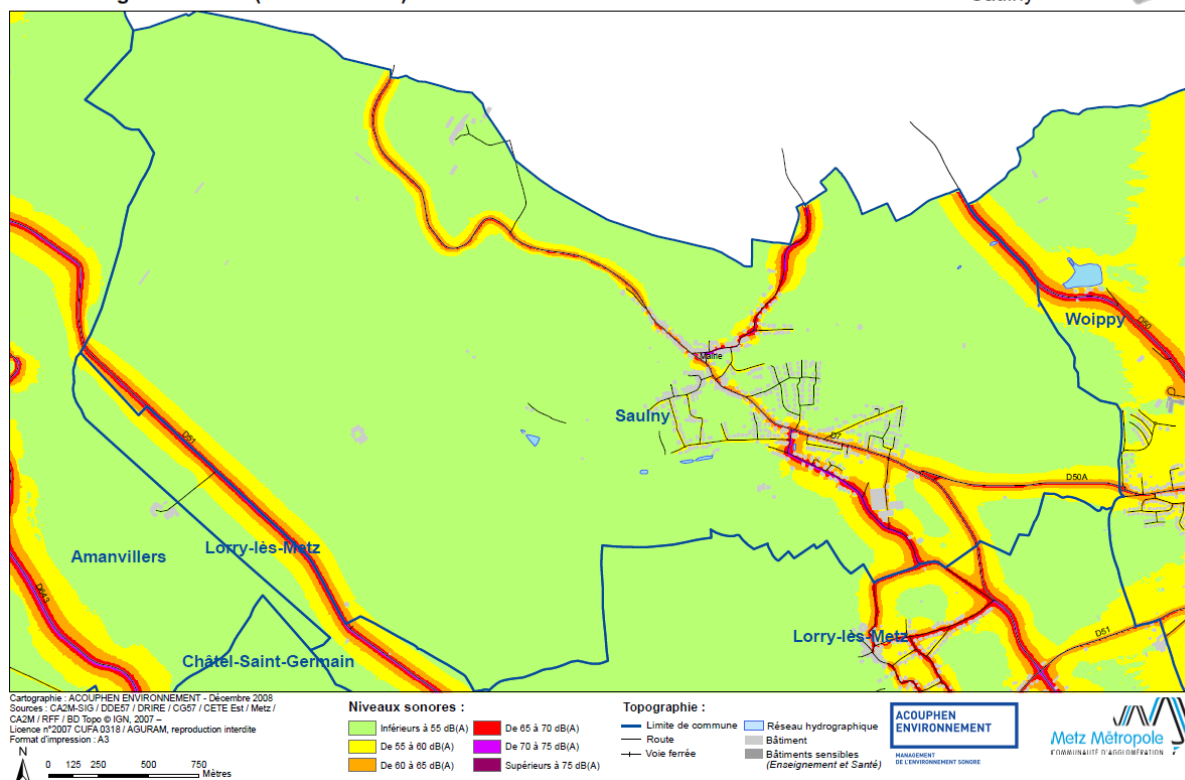 Saulny
Woippy
D50
Mairie
Saulny
D7
D50A
D51
Amanvillers
Lorry-lès-Metz
D643
Lorry-lès-Metz
D51
Châtel-Saint-Germain
Cartographie : ACOUPHEN ENVIRONNEMENT - Décembre 2008
Sources : CA2M-SIG / DDE57 / DRIRE / CG57 / CETE Est / Metz /
CA2M / RFF / BD Topo © IGN, 2007 –
Licence n°2007 CUFA 0318 / AGURAM, reproduction interdite
Format d'impression : A3
N
0 125 250 500 750
Mètres
Niveaux sonores :
Inférieurs à 55 dB(A)
De 55 à 60 dB(A)
De 60 à 65 dB(A)
De 65 à 70 dB(A)
De 70 à 75 dB(A)
Supérieurs à 75 dB(A)
Topographie :
Limite de commune
Route
Voie ferrée
Réseau hydrographique
Bâtiment
Bâtiments sensibles
(Enseignement et Santé)
ACOUPHEN
ENVIRONNEMENT
MANAGEMENT
DE L'ENVIRONNEMENT SONORE
Metz Métropole
COMMUNAUTÉ D'AGGLOMÉRATION